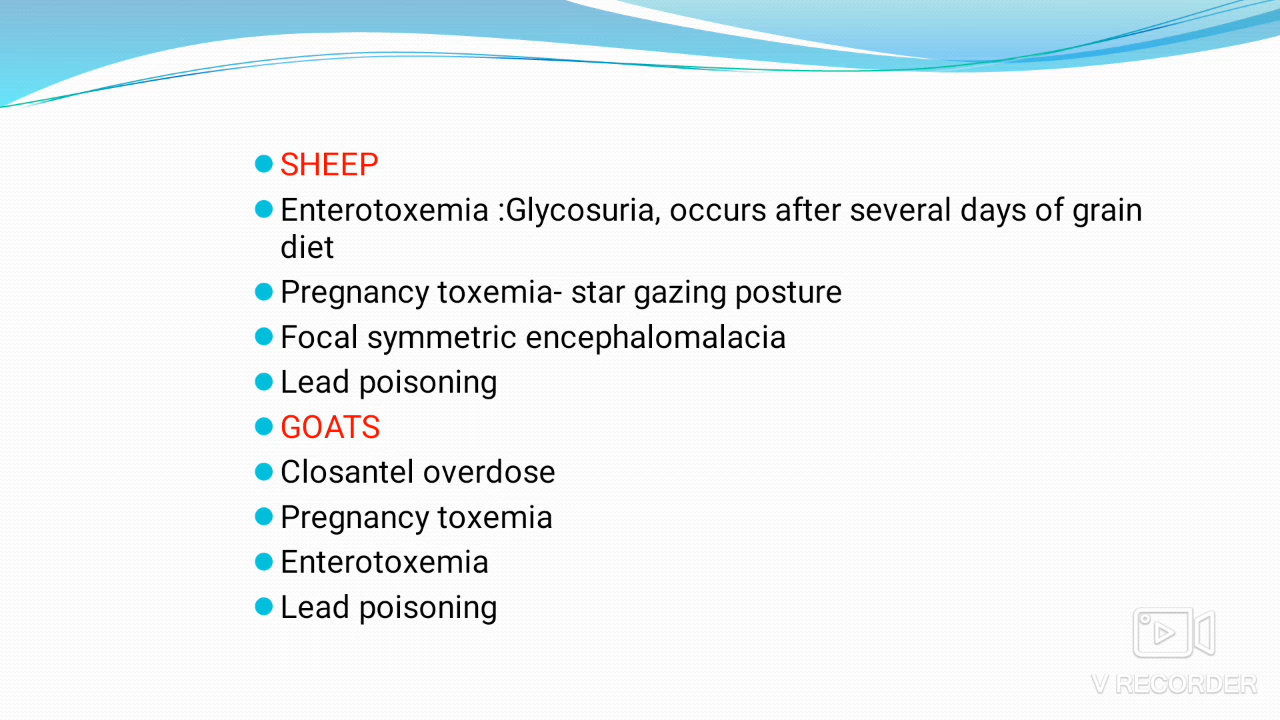 SHEEP
Enterotoxemia :Glycosuria, occurs after several days of grain
diet
Pregnancy toxemia- star gazing posture
Focal symmetric encephalomalacia
Lead poisoning
GOATS
Closantel overdose
Pregnancy toxemia
Enterotoxemia
Lead poisoning
V RECORDER